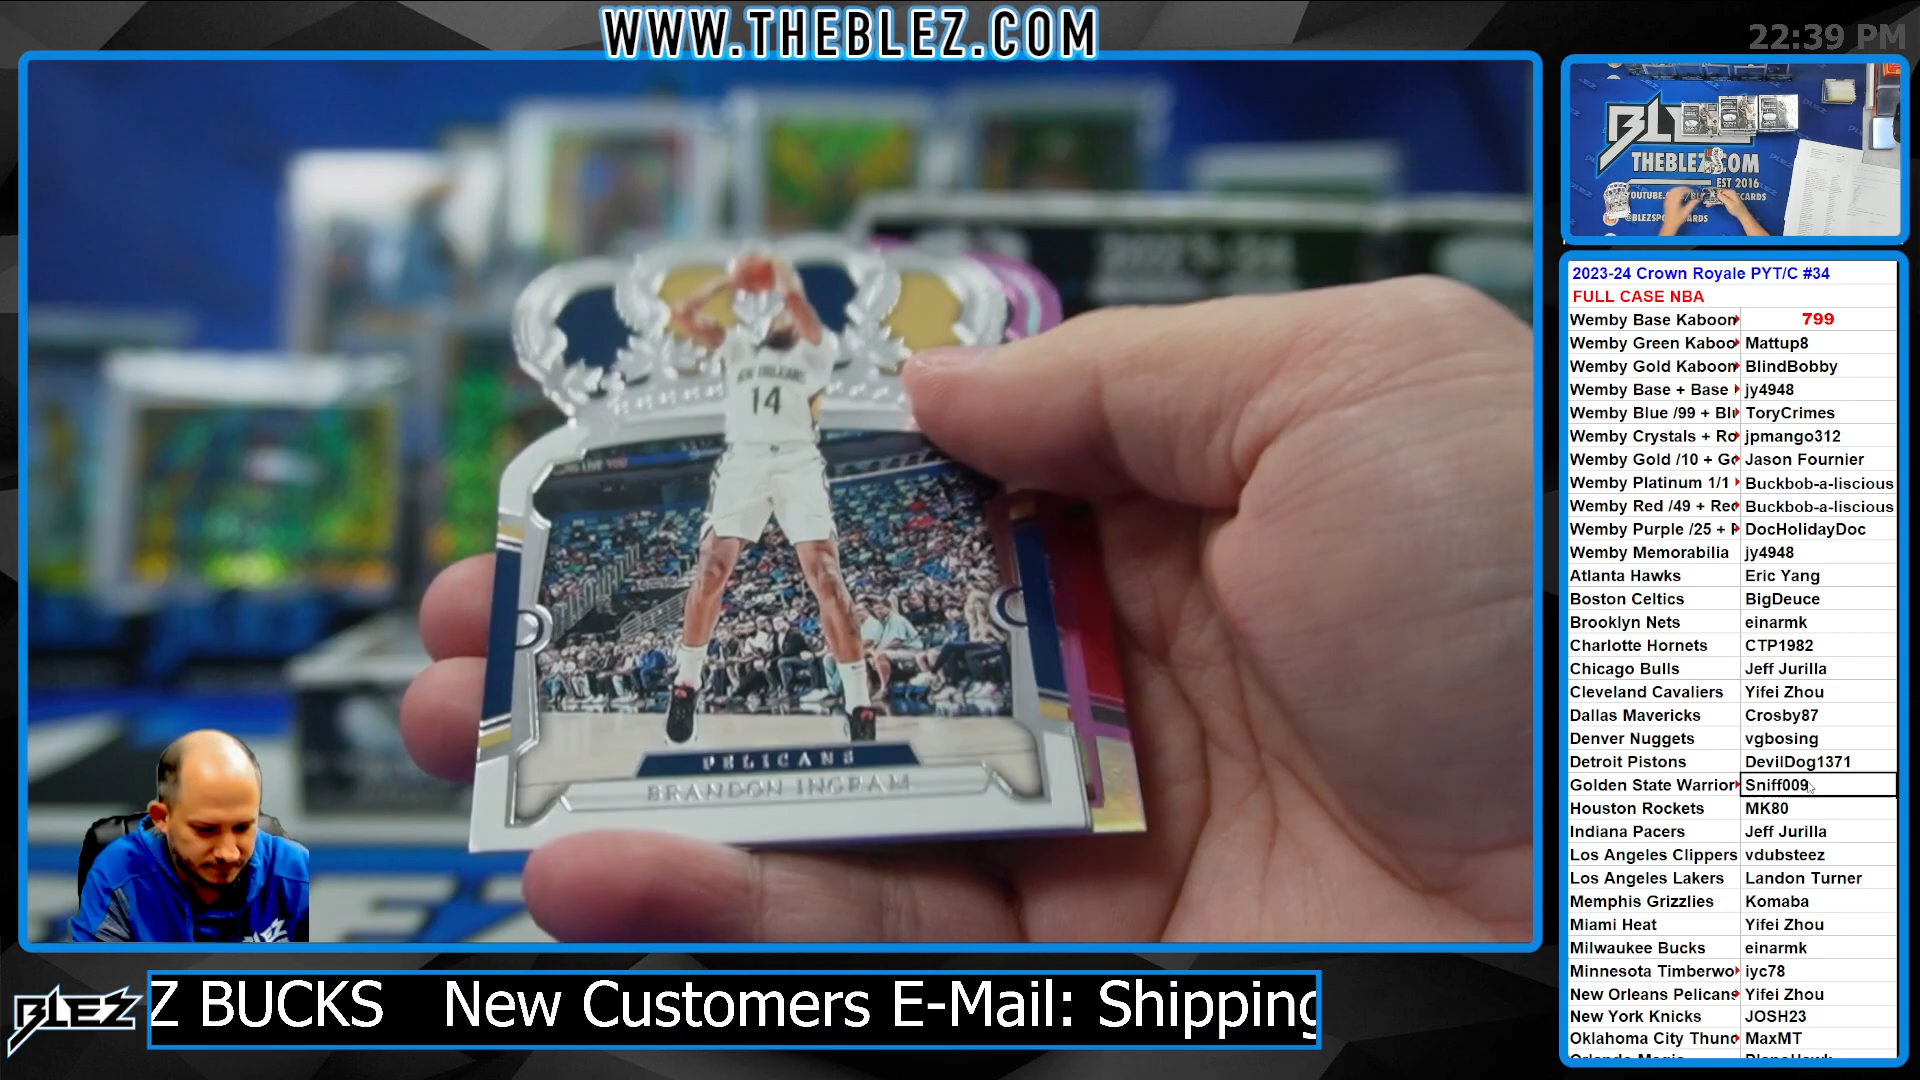 WWW.THEBLEZ.COM
22:39 PM
NEW ORLEANS
14
PELICANS
BRANDON INGRAM
THEBLEZ.COM
EST 2016
2023-24 Crown Royale PYT/C #34
FULL CASE NBA
Wemby Base Kaboon 799
Wemby Green Kaboo Mattup8
Wemby Gold Kaboon BlindBobby
Wemby Base + Base jy4948
Wemby Blue /99 + Blu ToryCrimes
Wemby Crystals + Ro jpmango312
Wemby Gold /10 + Go Jason Fournier
Wemby Platinum 1/1 Buckbob-a-liscious
Wemby Red /49 + Red Buckbob-a-liscious
Wemby Purple /25 + P DocHolidayDoc
Wemby Memorabilia jy4948
Atlanta Hawks Eric Yang
Boston Celtics BigDeuce
Brooklyn Nets einarmk
Charlotte Hornets CTP1982
Chicago Bulls Jeff Jurilla
Cleveland Cavaliers Yifei Zhou
Dallas Mavericks Crosby87
Denver Nuggets vgbosing
Detroit Pistons DevilDog1371
Golden State Warrior Sniff009
Houston Rockets MK80
Indiana Pacers Jeff Jurilla
Los Angeles Clippers vdubsteez
Los Angeles Lakers Landon Turner
Memphis Grizzlies Komaba
Miami Heat Yifei Zhou
Milwaukee Bucks einarmk
Minnesota Timberwo iyc78
New Orleans Pelicans Yifei Zhou
New York Knicks JOSH23
Oklahoma City Thund MaxMT
BLEZ
Z BUCKS New Customers E-Mail: Shipping